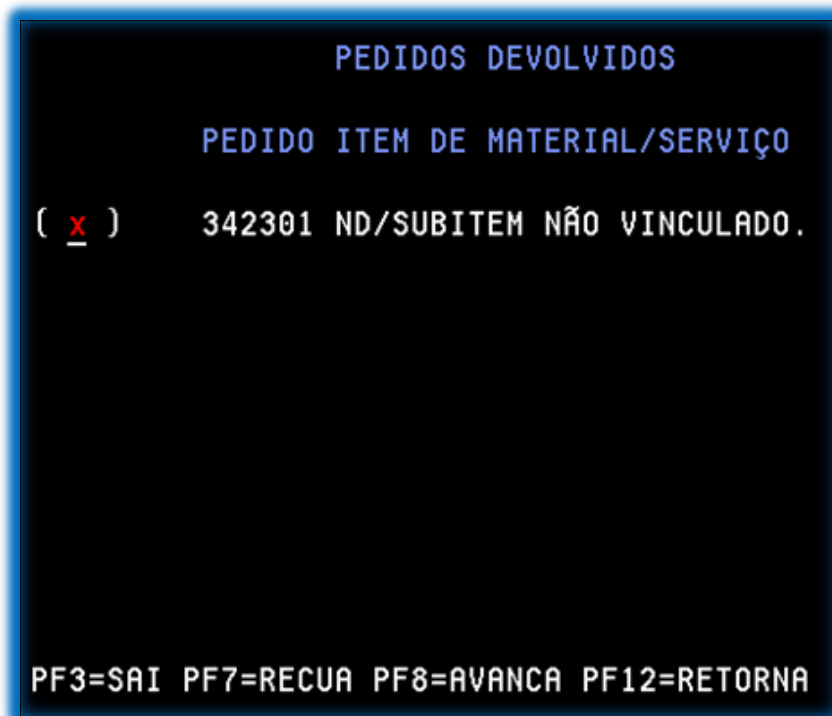 PEDIDOS DEVOLVIDOS
PEDIDO ITEM DE MATERIAL/SERVIÇO
( x ) 342301 ND/SUBITEM NÃO VINCULADO.
PF3=SAI PF7=RECUA PF8=AVANCA PF12=RETORNA